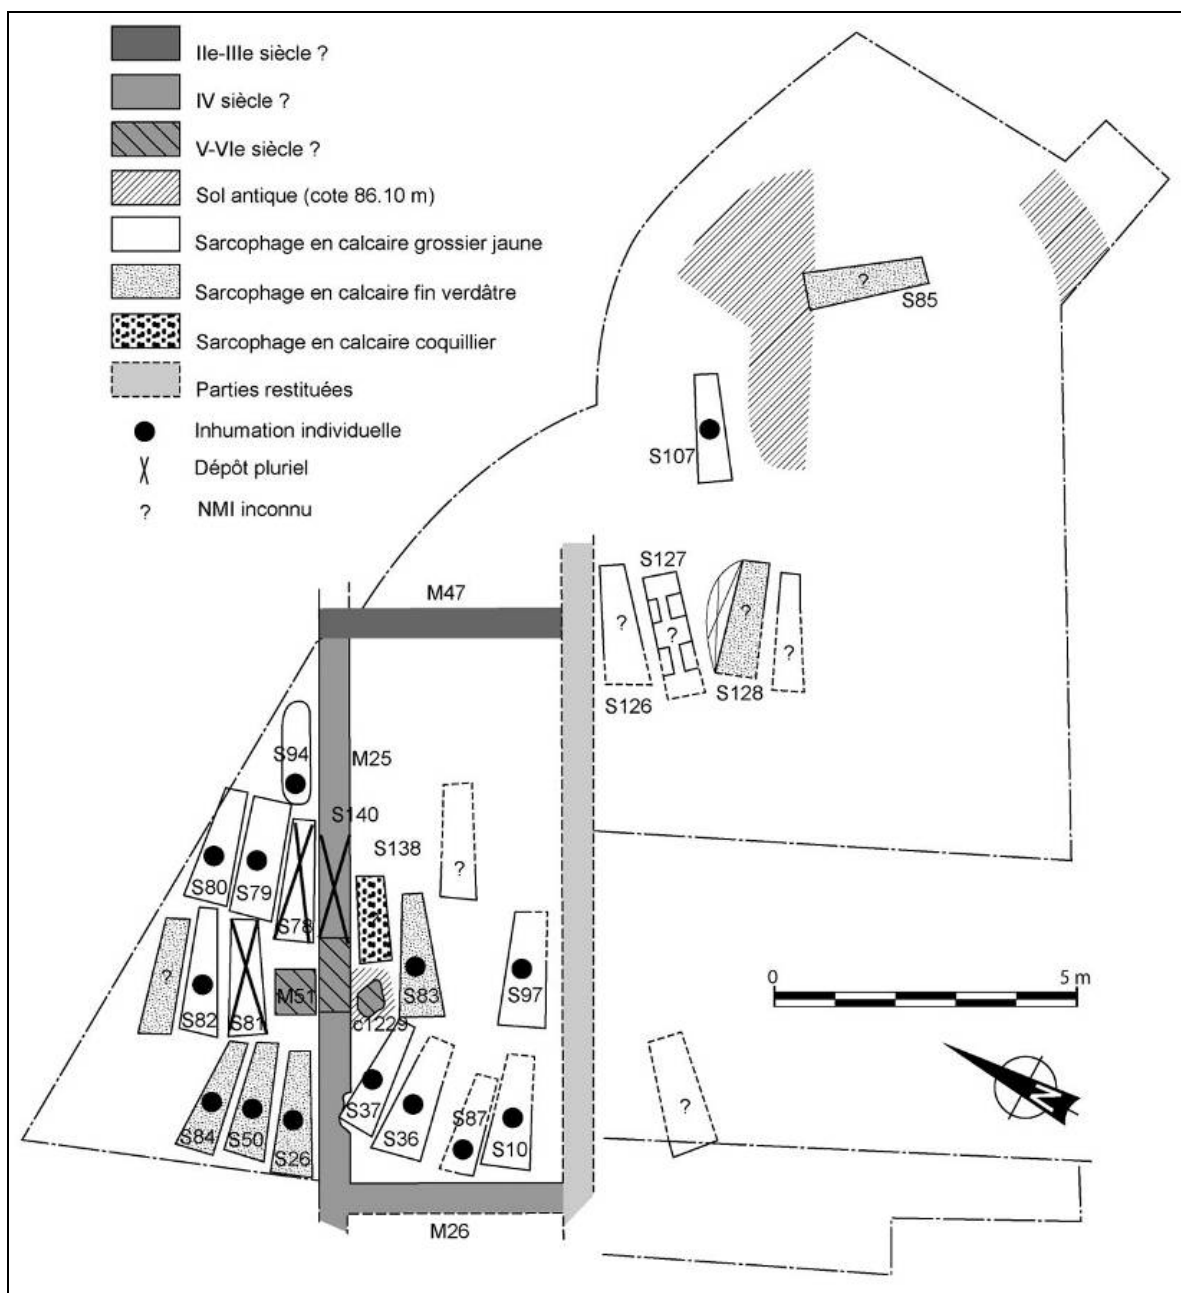 IIe-IIIe siècle ?
IV siècle ?
V-VIe siècle ?
Sol antique (cote 86.10 m)
Sarcophage en calcaire grossier jaune
Sarcophage en calcaire fin verdâtre
Sarcophage en calcaire coquillier
Parties restituées
Inhumation individuelle
Dépôt pluriel
? NMI inconnu
?
S85
S107
S127
M47
?
?
?
?
S126
S128
S94
M25
S140
S138
?
S80
S79
S78
?
?
M51
S82
S81
S83
S97
c1229
0
5 m
N
S37
S36
S87
S10
?
S84
S50
S26
M26